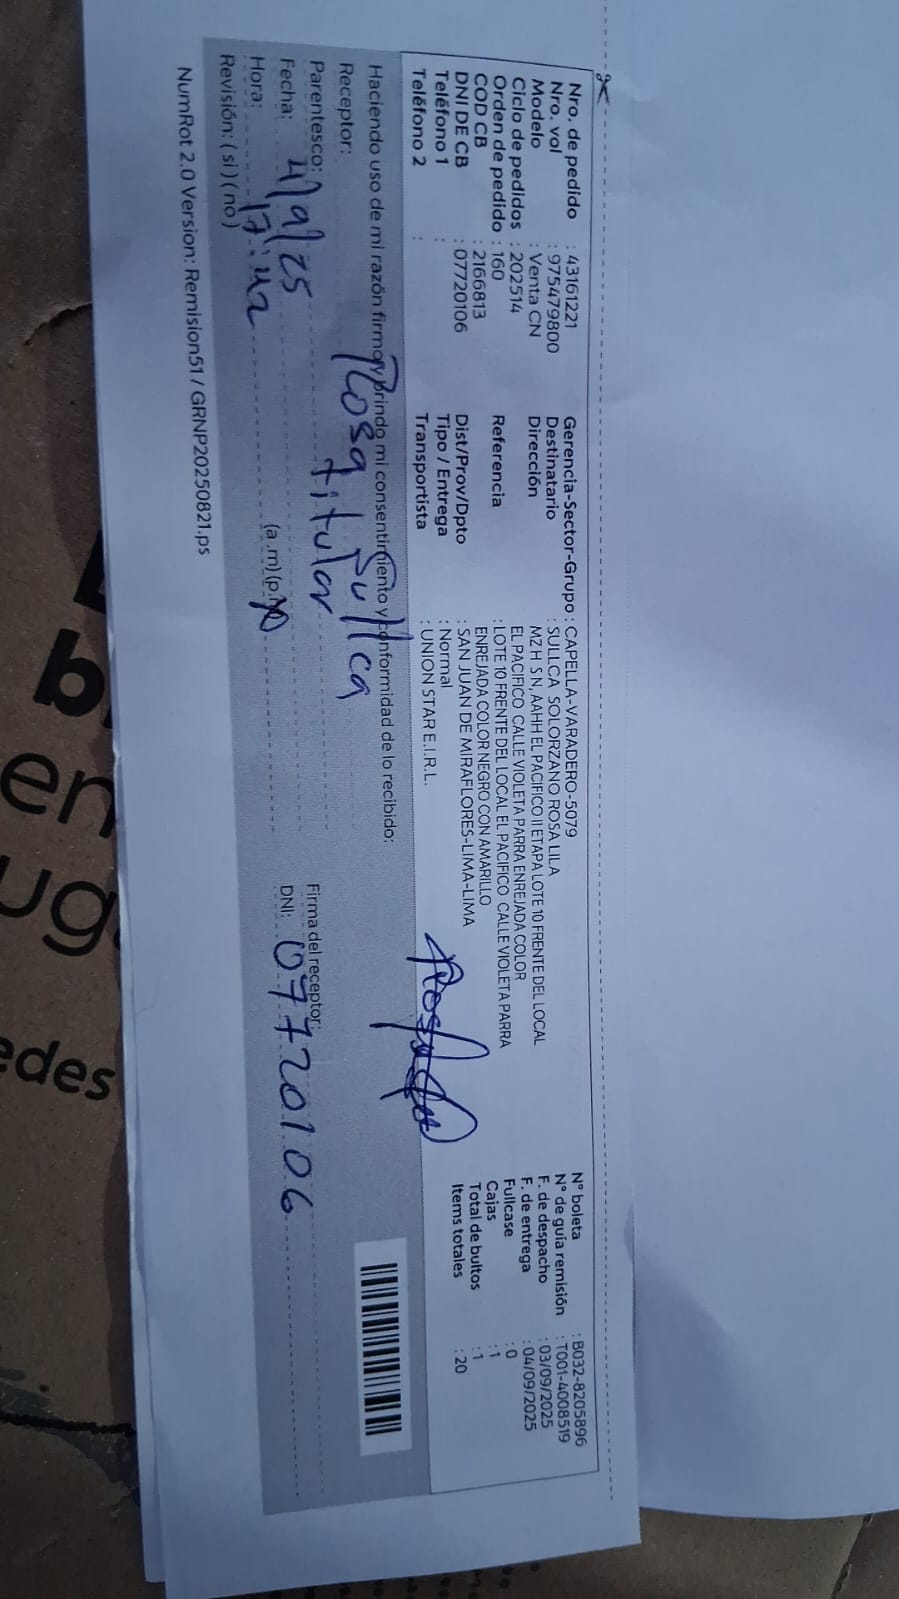 Nro. de pedido : 43161221
Nro. vol : 975479800
Modelo : Venta CN
Ciclo de pedidos : 202514
Orden de pedido : 160
COD CB : 2166813
DNI DE CB : 07720106
Teléfono 1 :
Teléfono 2 :
Gerencia-Sector-Grupo : CAPELLA-VARADERO-5079
Destinatario : SULLCA SOLORZANO ROSA LILA
Dirección MZ H S N, AAHH EL PACIFICO II ETAPA LOTE 10 FRENTE DEL LOCAL
EL PACIFICO CALLE VIOLETA PARRA ENREJADA COLOR
Referencia : LOTE 10 FRENTE DEL LOCAL EL PACIFICO CALLE VIOLETA PARRA
ENREJADA COLOR NEGRO CON AMARILLO
Dist/Prov/Dpto : SAN JUAN DE MIRAFLORES-LIMA-LIMA
Tipo / Entrega : Normal
Transportista : UNION STAR E.I.R.L.
N° boleta : B032-8205896
N° de guía remisión : T001-4008519
F. de despacho : 03/09/2025
F. de entrega : 04/09/2025
Fullcase : 0
Cajas : 1
Total de bultos : 1
Items totales : 20
Haciendo uso de mi razón firmo y brindo mi consentimiento y conformidad de lo recibido:
Receptor: Rosa Sullca
Parentesco: titular
Firma del receptor:
Fecha: 4/9/25
DNI: 07720106
Hora: 17:42 (a.m)(p.m)
Revisión: ( si ) ( no )
NumRot 2.0 Version: Remision51 / GRNP20250821.ps
b
en
ug
edes